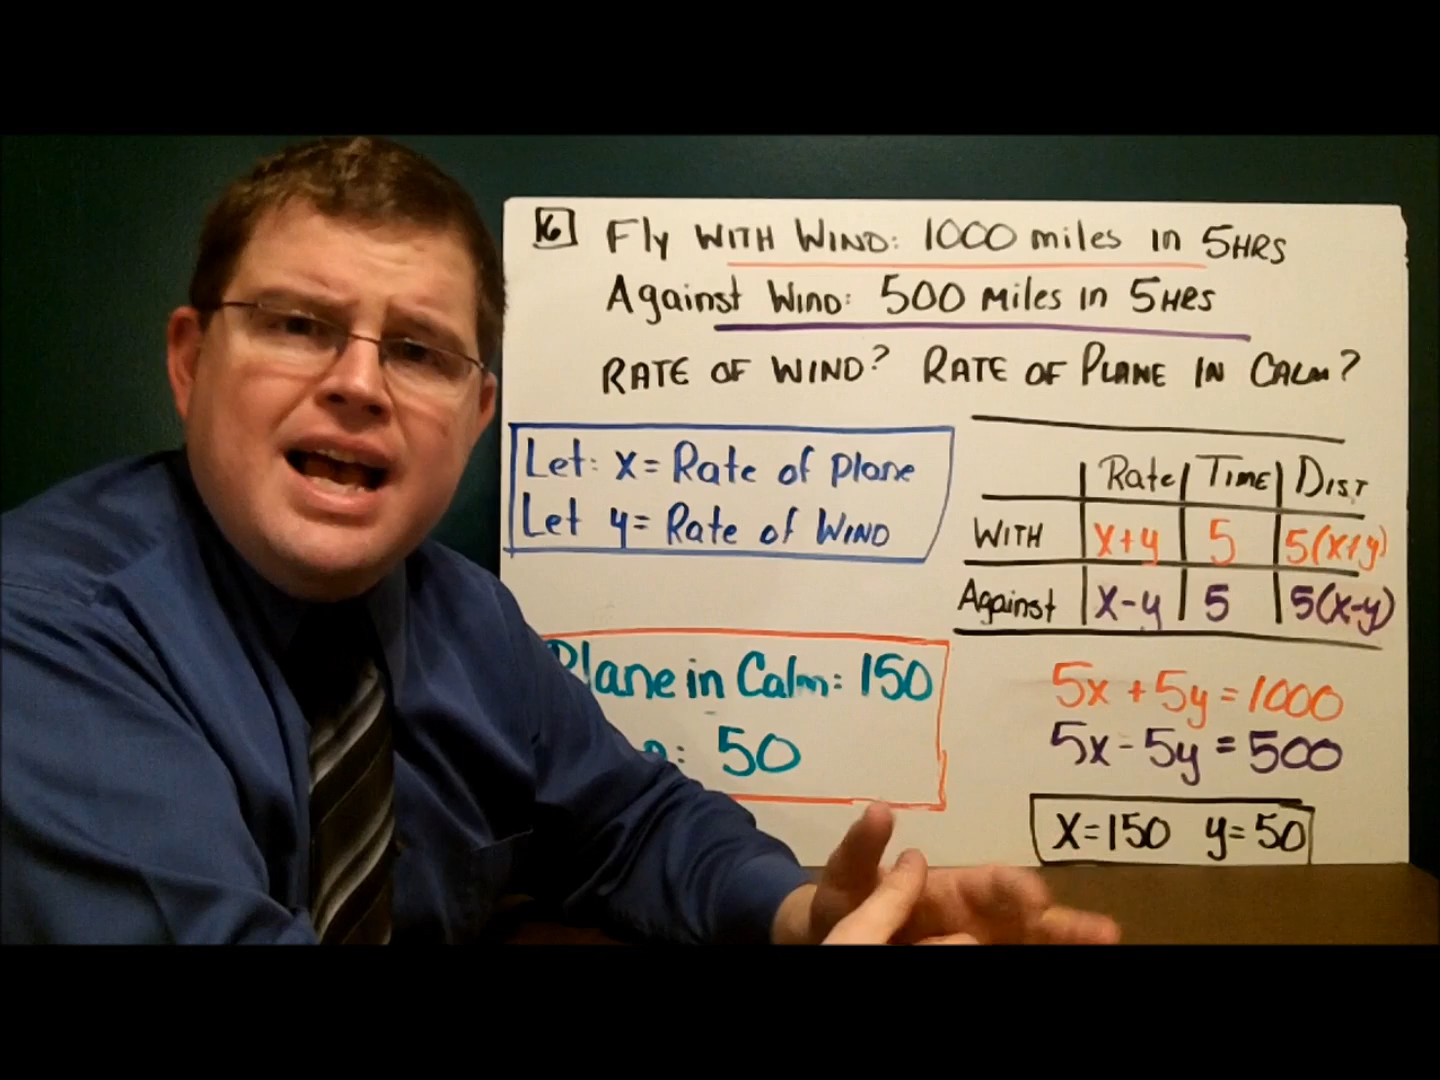 16 Fly WITH WIND: 1000 miles in 5HRS
Against Wind: 500 Miles in 5HRS
RATE OF WIND? RATE OF PLANE IN CALM?
Let: x = Rate of plane
Let y = Rate of WIND
Rate TIME DIST
WITH x+y 5 5(x+y)
Against x-y 5 5(x-y)
Plane in Calm: 150
: 50
5x + 5y = 1000
5x - 5y = 500
x=150 y=50